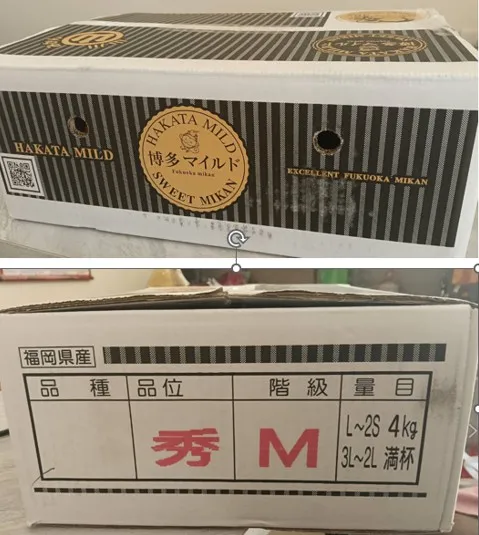 HAKATA MILD
HAKATA MILD
博多マイルド
Fukuoka mikan
SWEET MIKAN
EXCELLENT FUKUOKA MIKAN
福岡県産
品種 品位 階級 量目
秀 M L～2S 4kg
3L～2L 満杯